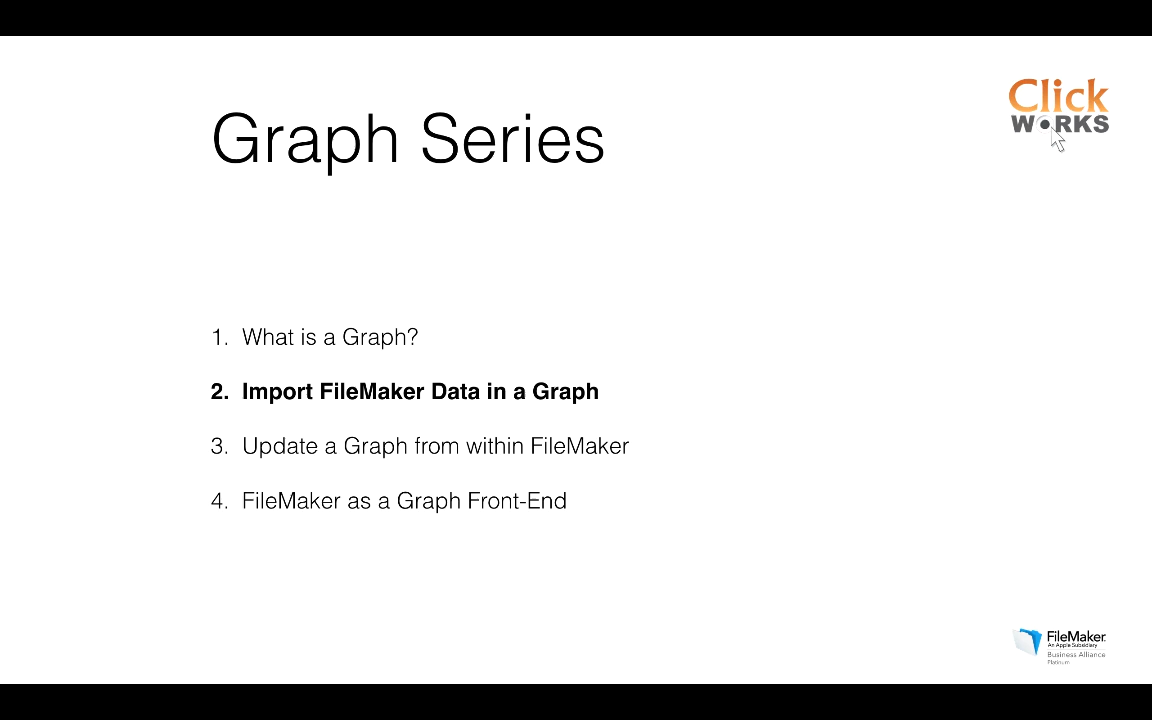 Graph Series
Click
WORKS
1. What is a Graph?
2. Import FileMaker Data in a Graph
3. Update a Graph from within FileMaker
4. FileMaker as a Graph Front-End
FileMaker.
An Apple Subsidiary
Business Alliance
Platinum